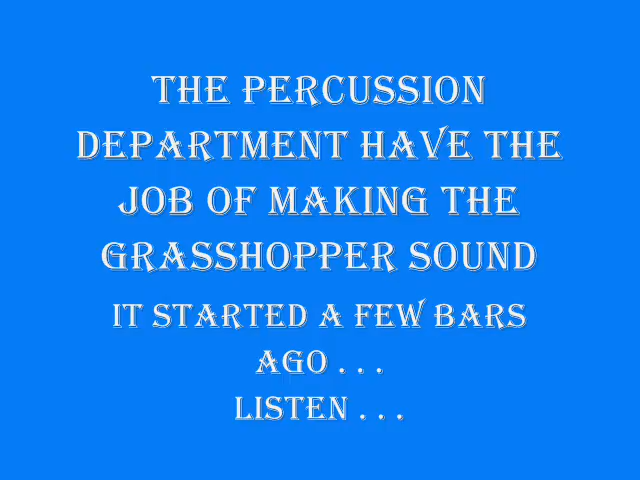 THE PERCUSSION
DEPARTMENT HAVE THE
JOB OF MAKING THE
GRASSHOPPER SOUND
IT STARTED A FEW BARS
AGO . . .
LISTEN . . .